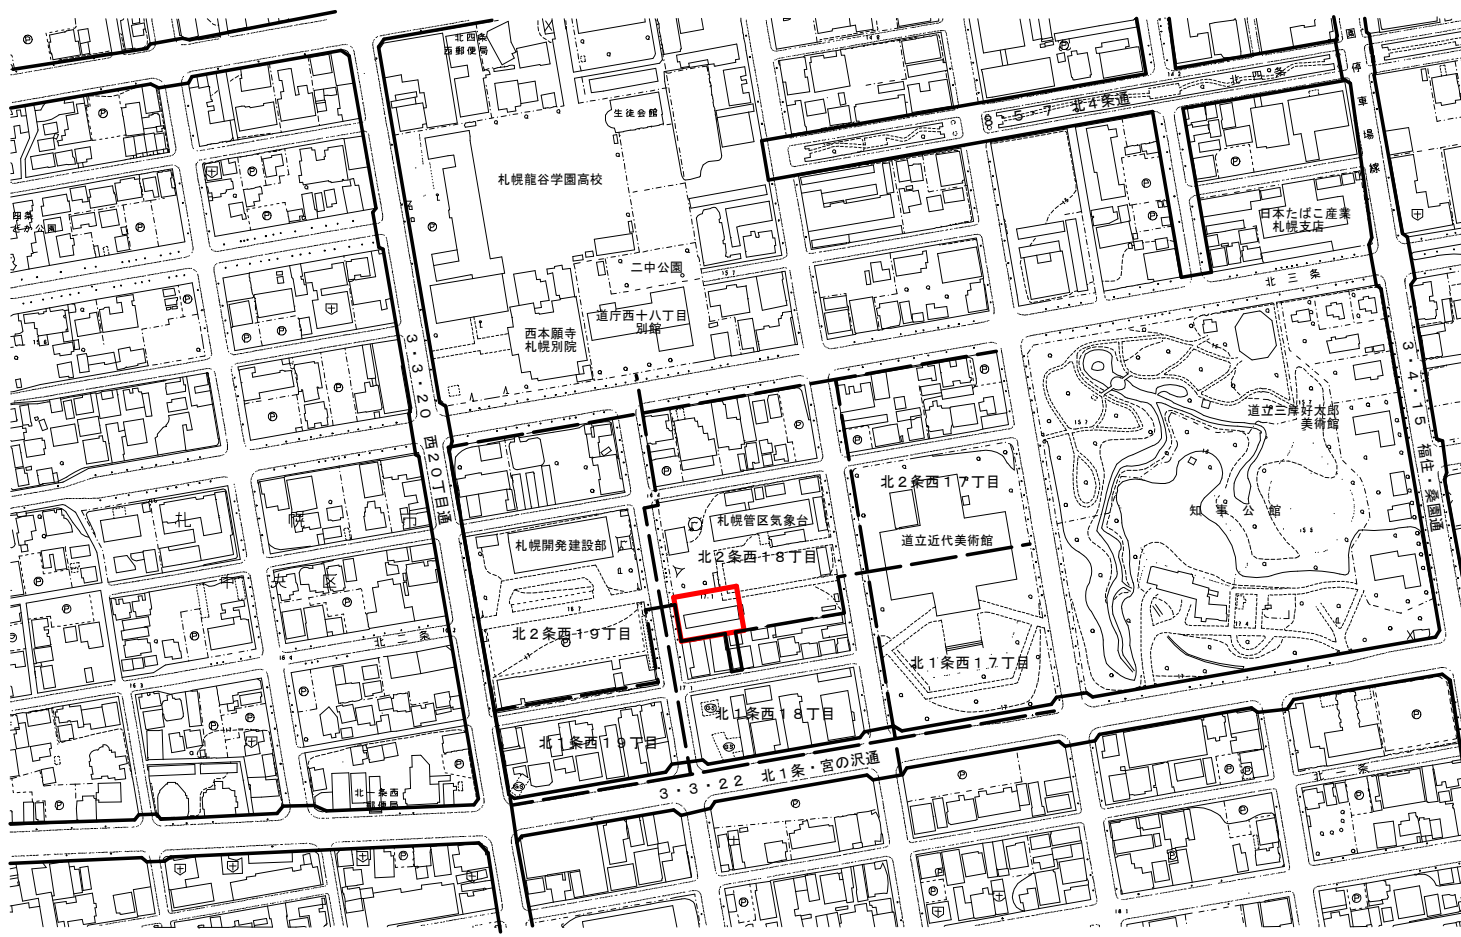 北四条
西郵便局
生徒会館
北四条
8・5・7 北4条通
停車場線
札幌龍谷学園高校
四条
日本たばこ産業
札幌支店
二中公園
北三条
道庁西十八丁目
別館
西本願寺
札幌別院
3・3・20 西20丁目通
3・4・15 福住・桑園通
道立三岸好太郎
美術館
北2条西17丁目
知事公館
札幌管区気象台
道立近代美術館
札幌開発建設部
北2条西18丁目
札幌市
中央区
北二条
北2条西19丁目
北1条西17丁目
北1条西18丁目
北1条西19丁目
3・3・22 北1条・宮の沢通
北一条西
郵便局
北一条